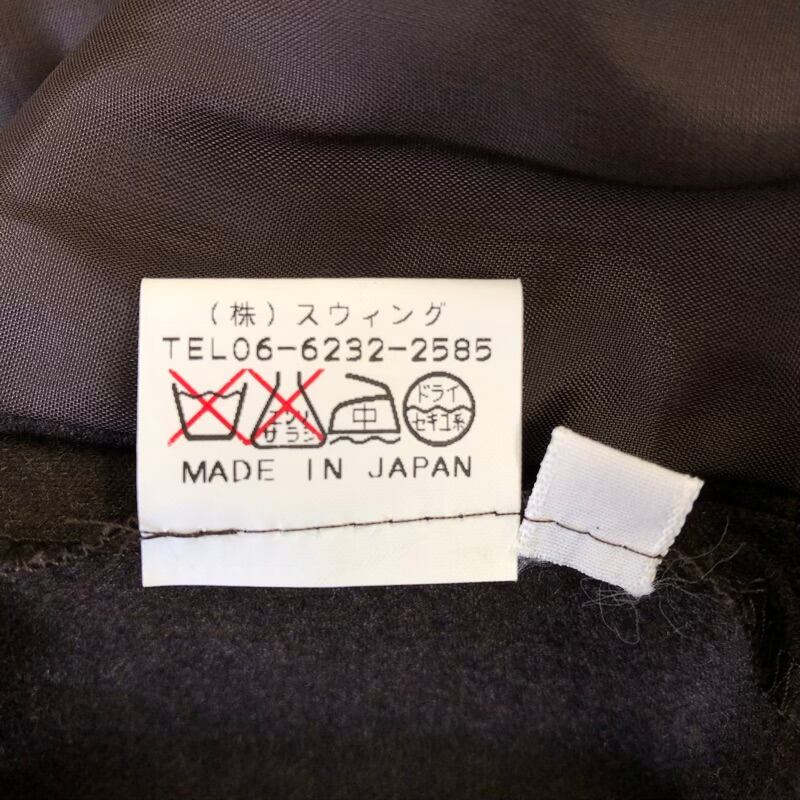 (株)スウィング
TEL06-6232-2585
エンソ
サラシ
中
ドライ
セキユ系
MADE IN JAPAN